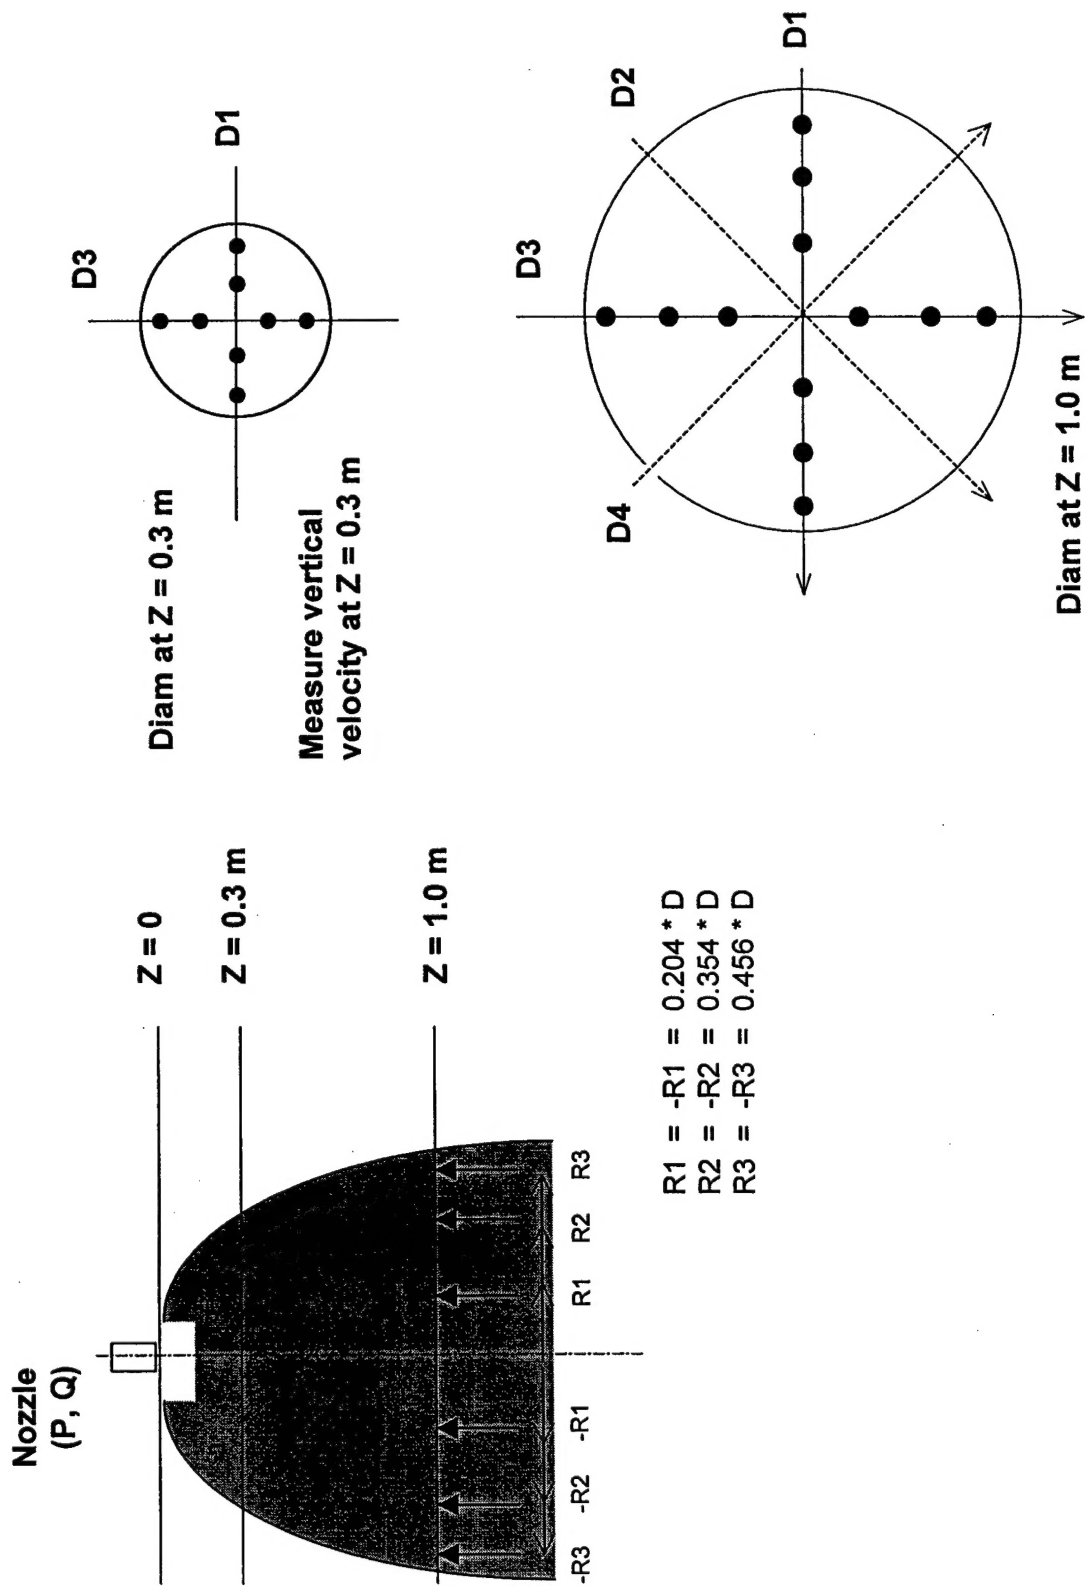 Nozzle
(P, Q)
Z = 0
Z = 0.3 m
Z = 1.0 m
-R3
-R2
-R1
R1
R2
R3
R1 = -R1 = 0.204 * D
R2 = -R2 = 0.354 * D
R3 = -R3 = 0.456 * D
Diam at Z = 0.3 m
Measure vertical
velocity at Z = 0.3 m
D3
D1
D4
D3
D2
D1
Diam at Z = 1.0 m